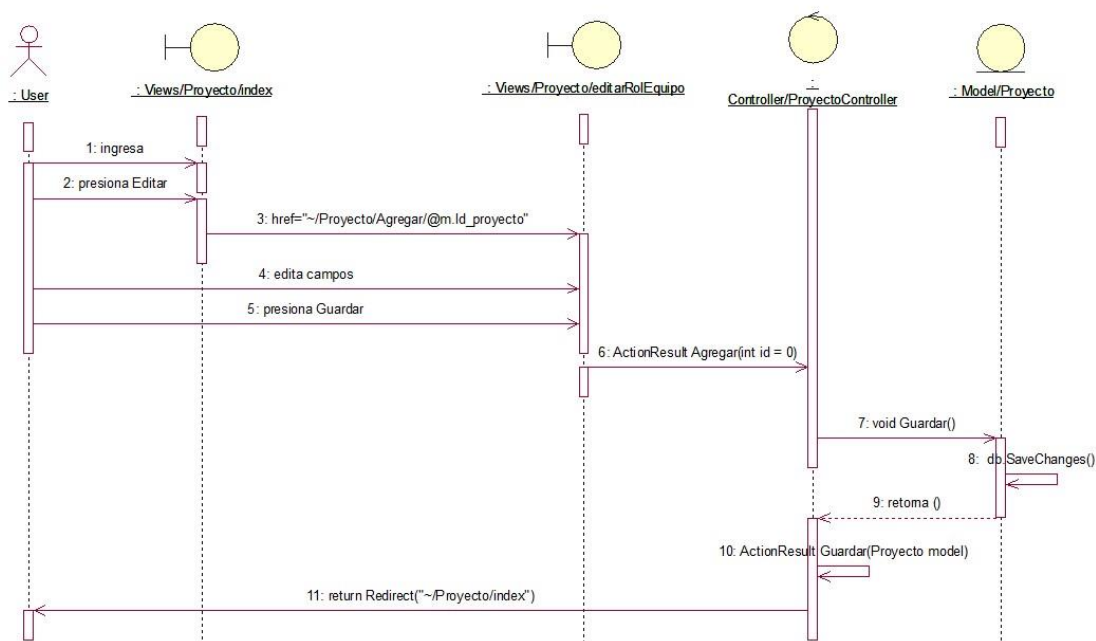 : User
: Views/Proyecto/index
: Views/Proyecto/editarRolEquipo
:
Controller/ProyectoController
: Model/Proyecto
1: ingresa
2: presiona Editar
3: href="~/Proyecto/Agregar/@m.Id_proyecto"
4: edita campos
5: presiona Guardar
6: ActionResult Agregar(int id = 0)
7: void Guardar()
8: db.SaveChanges()
9: retorna ()
10: ActionResult Guardar(Proyecto model)
11: return Redirect("~/Proyecto/index")